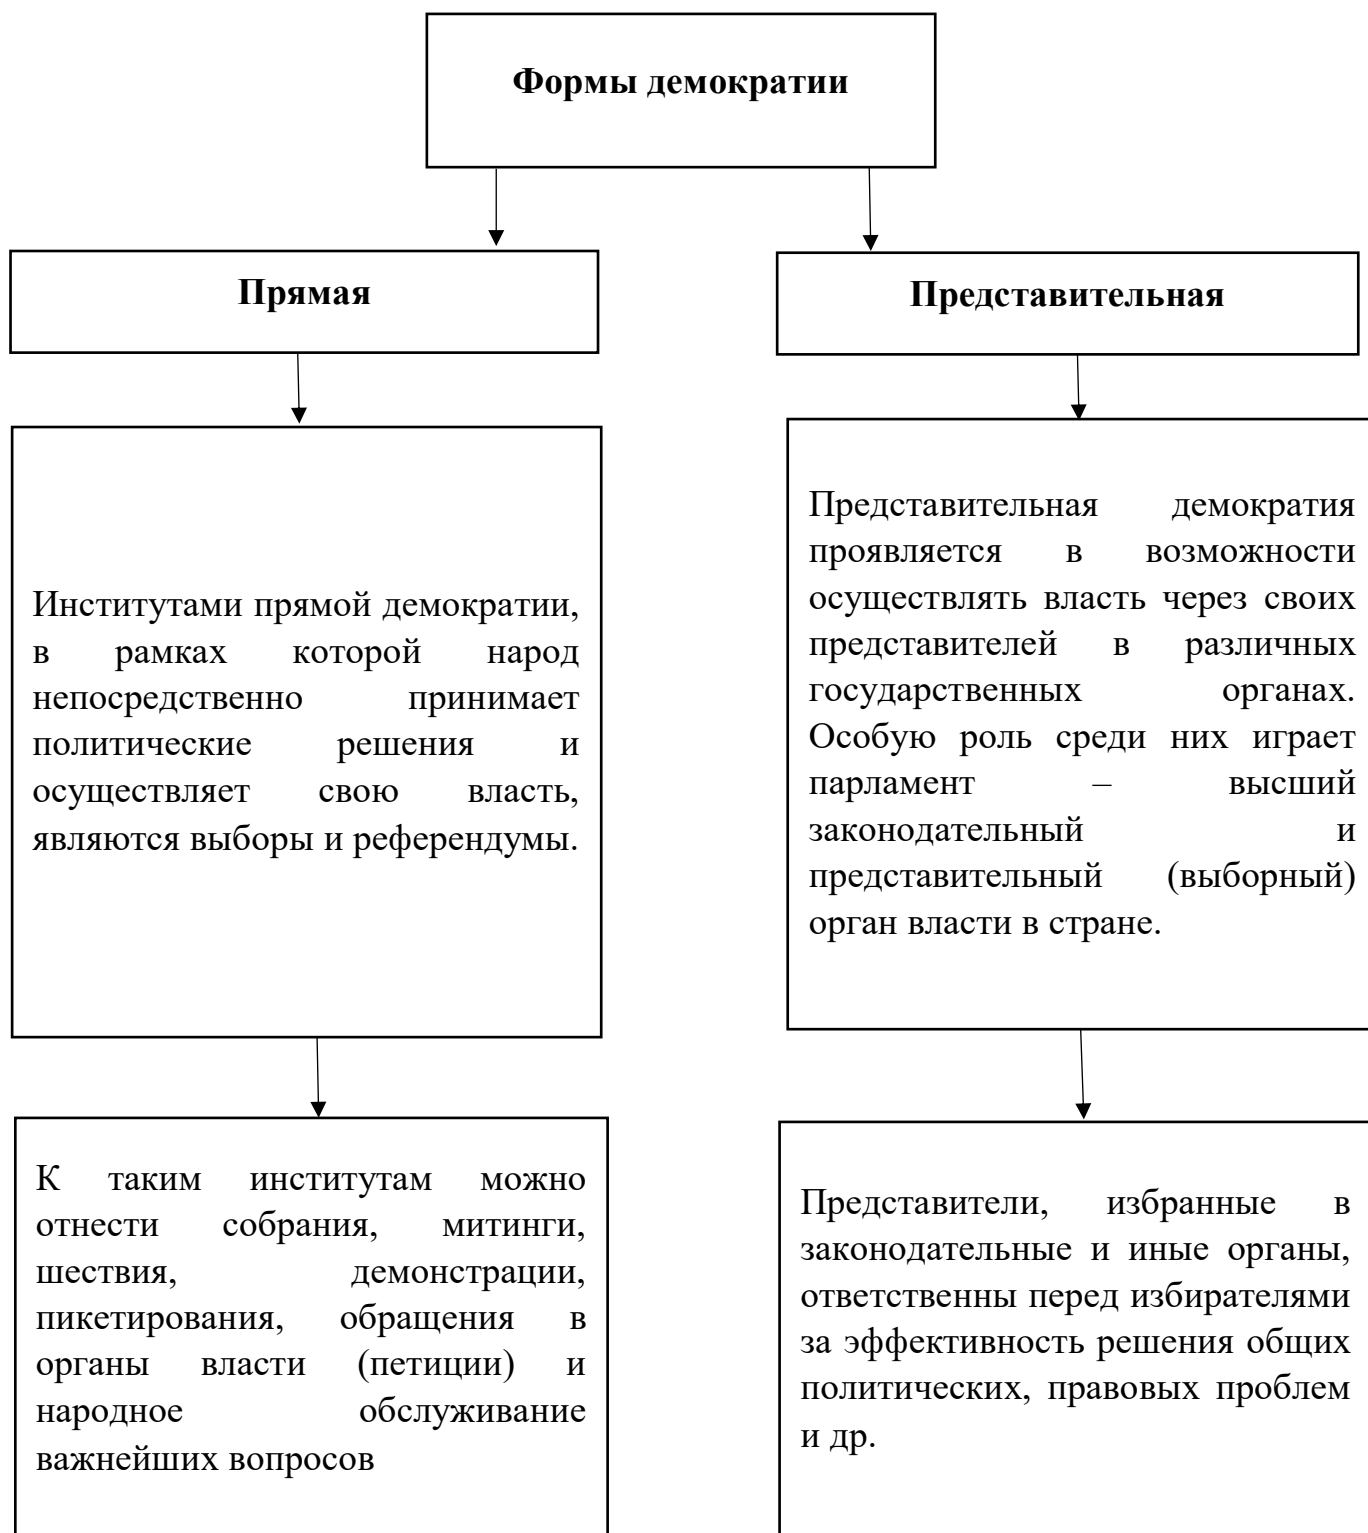 Формы демократии
Прямая
Представительная
Институтами прямой демократии,
в рамках которой народ
непосредственно принимает
политические решения и
осуществляет свою власть,
являются выборы и референдумы.
Представительная демократия
проявляется в возможности
осуществлять власть через своих
представителей в различных
государственных органах.
Особую роль среди них играет
парламент – высший
законодательный и
представительный (выборный)
орган власти в стране.
К таким институтам можно
отнести собрания, митинги,
шествия, демонстрации,
пикетирования, обращения в
органы власти (петиции) и
народное обслуживание
важнейших вопросов
Представители, избранные в
законодательные и иные органы,
ответственны перед избирателями
за эффективность решения общих
политических, правовых проблем
и др.